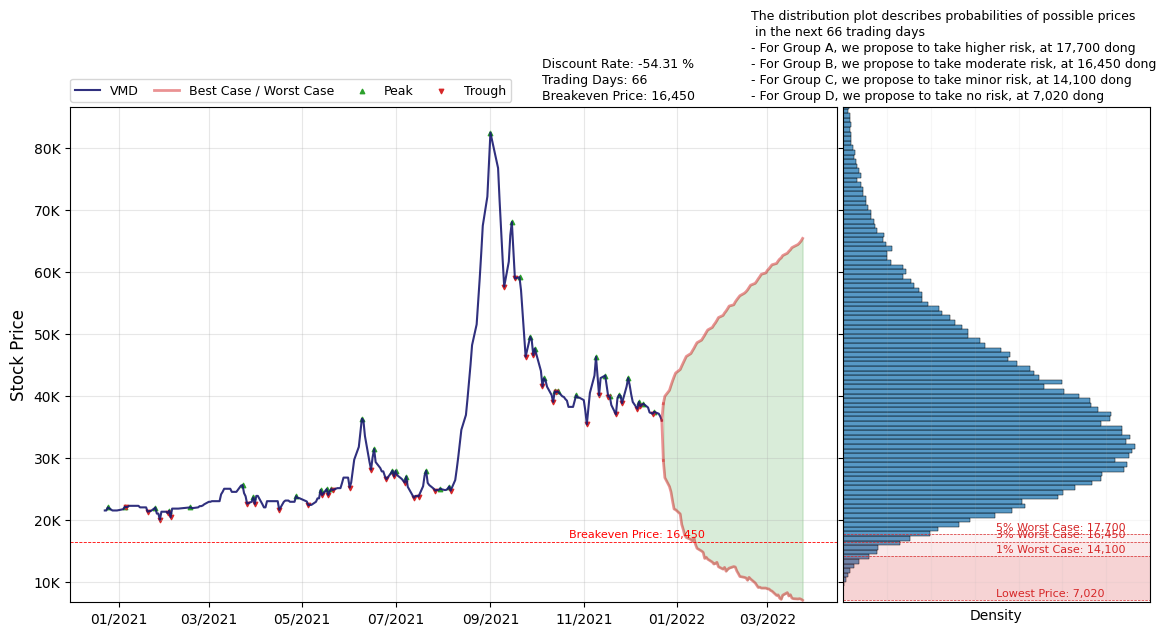 The distribution plot describes probabilities of possible prices
in the next 66 trading days
- For Group A, we propose to take higher risk, at 17,700 dong
- For Group B, we propose to take moderate risk, at 16,450 dong
- For Group C, we propose to take minor risk, at 14,100 dong
- For Group D, we propose to take no risk, at 7,020 dong
Discount Rate: -54.31 %
Trading Days: 66
Breakeven Price: 16,450
VMD
Best Case / Worst Case
Peak
Trough
Stock Price
80K
70K
60K
50K
40K
30K
20K
10K
Breakeven Price: 16,450
01/2021
03/2021
05/2021
07/2021
09/2021
11/2021
01/2022
03/2022
5% Worst Case: 17,700
3% Worst Case: 16,450
1% Worst Case: 14,100
Lowest Price: 7,020
Density